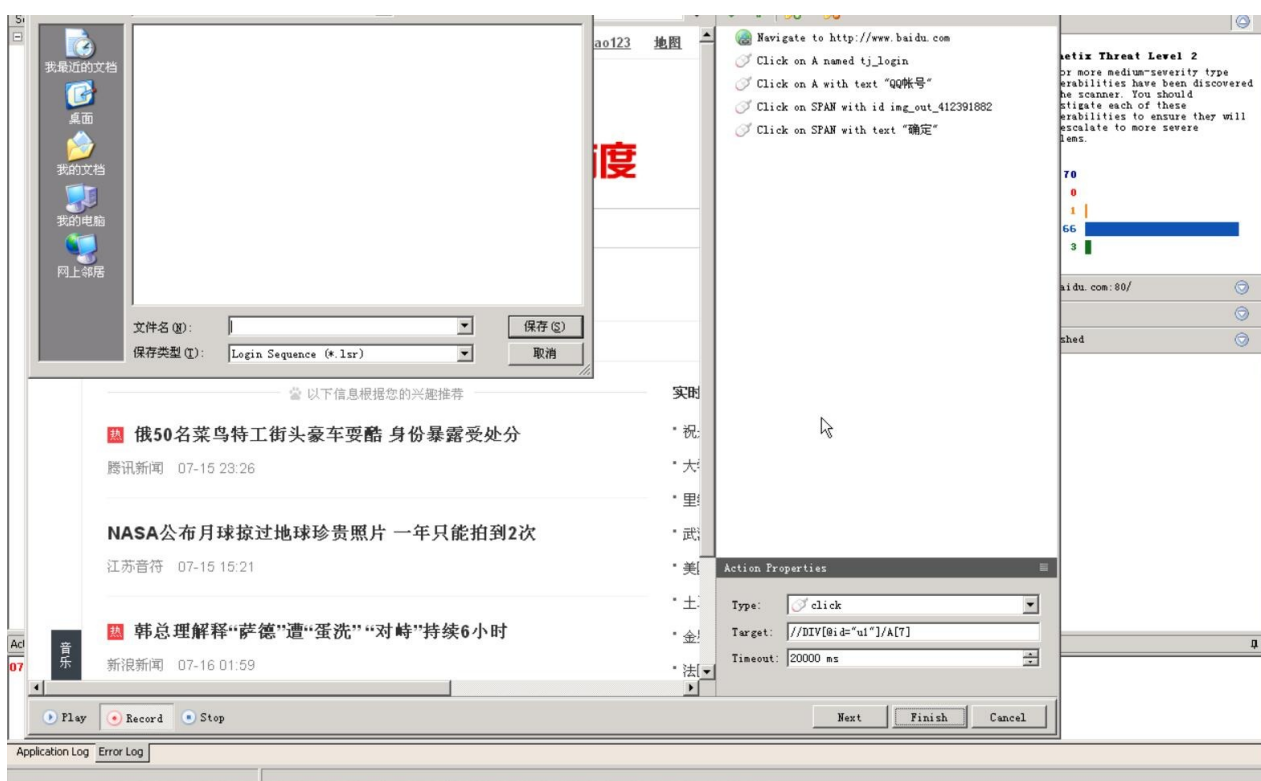 我最近的文档
桌面
我的文档
我的电脑
网上邻居
文件名(N):
保存(S)
保存类型(T):
Login Sequence (*.lsr)
取消
ao123 地图
度
以下信息根据您的兴趣推荐
实时
热 俄50名菜鸟特工街头豪车耍酷 身份暴露受处分
腾讯新闻 07-15 23:26
NASA公布月球掠过地球珍贵照片 一年只能拍到2次
江苏音符 07-15 15:21
热 韩总理解释“萨德”遭“蛋洗”“对峙”持续6小时
新浪新闻 07-16 01:59
音乐
祝
大
里
武
美
土
金
法
Navigate to http://www.baidu.com
Click on A named tj_login
Click on A with text "QQ帐号"
Click on SPAN with id img_out_412391882
Click on SPAN with text "确定"
Action Properties
Type: click
Target: //DIV[@id="u1"]/A[7]
Timeout: 20000 ms
Play Record Stop
Next Finish Cancel
netix Threat Level 2
or more medium-severity type
erabilities have been discovered
he scanner. You should
stigate each of these
erabilities to ensure they will
escalate to more severe
lems.
70
0
1
66
3
aidu.com:80/
shed
Act
07
Application Log Error Log